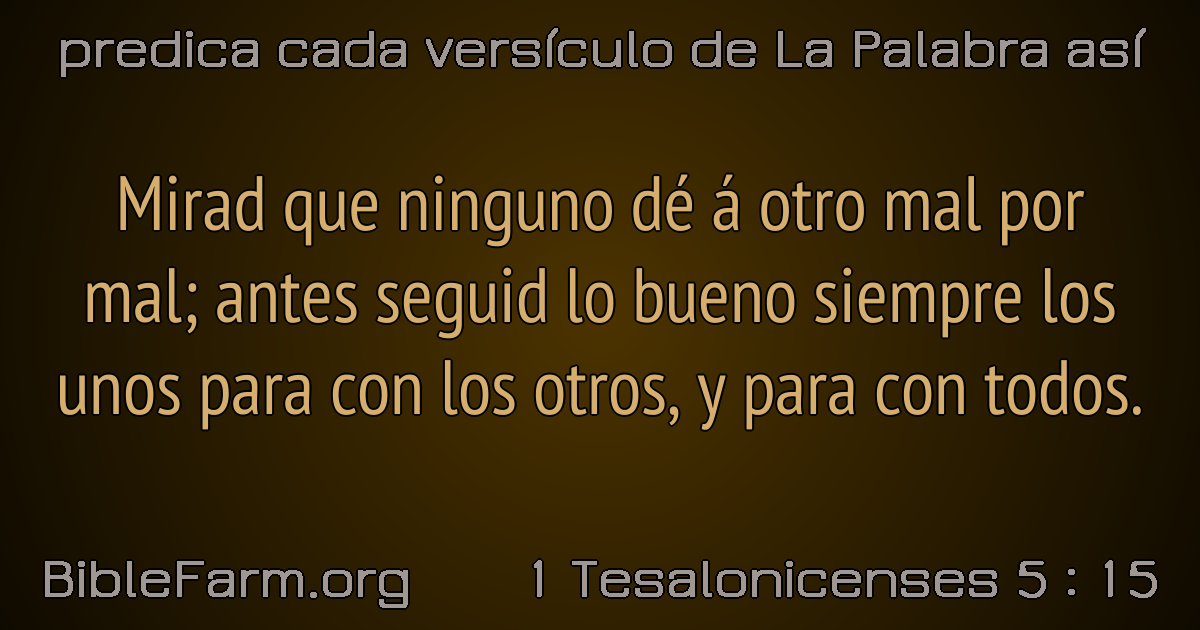 predica cada versículo de La Palabra así
Mirad que ninguno dé á otro mal por
mal; antes seguid lo bueno siempre los
unos para con los otros, y para con todos.
BibleFarm.org 1 Tesalonicenses 5 : 15